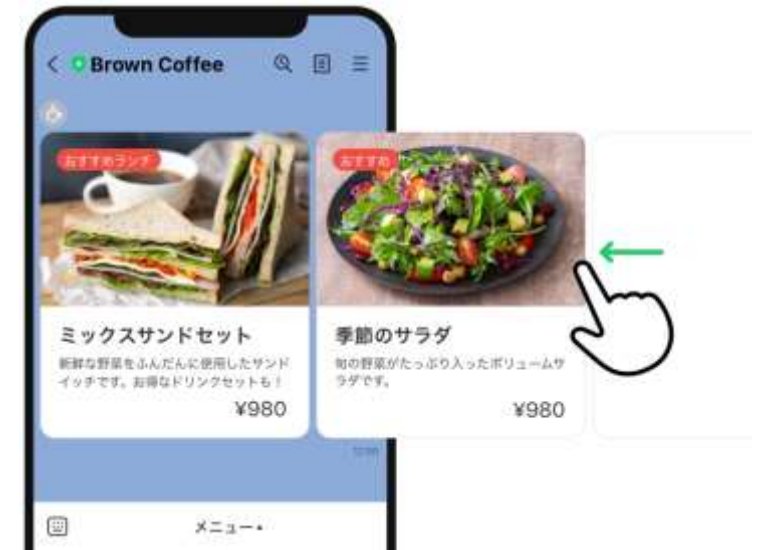 Brown Coffee
おすすめランチ
おすすめ
ミックスサンドセット
新鮮な野菜をふんだんに使用したサンド
イッチです。お得なドリンクセットも！
¥980
季節のサラダ
旬の野菜がたっぷり入ったボリュームサ
ラダです。
¥980
メニュー